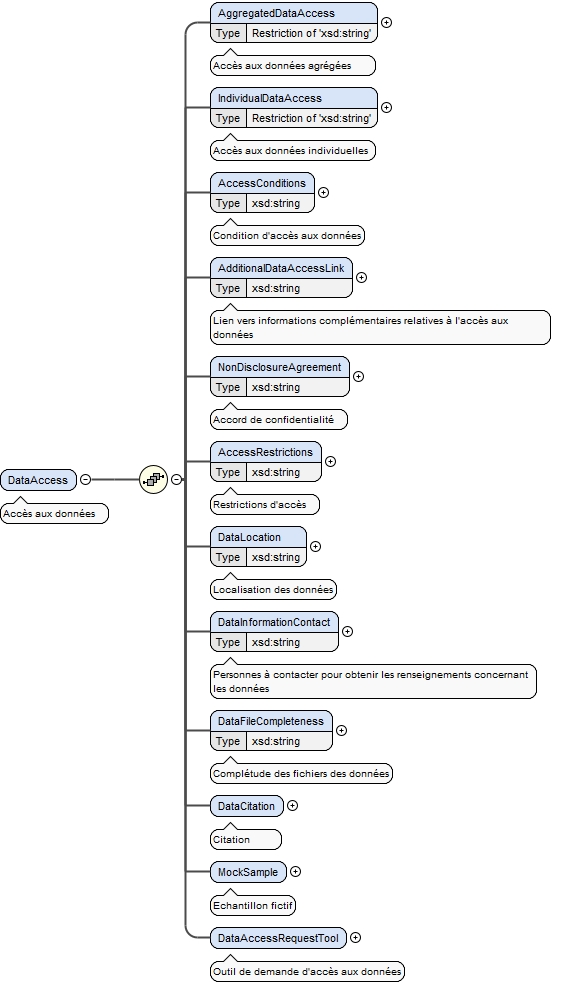 AggregatedDataAccess
Type Restriction of 'xsd:string'
Accès aux données agrégées
IndividualDataAccess
Type Restriction of 'xsd:string'
Accès aux données individuelles
AccessConditions
Type xsd:string
Condition d'accès aux données
AdditionalDataAccessLink
Type xsd:string
Lien vers informations complémentaires relatives à l'accès aux
données
NonDisclosureAgreement
Type xsd:string
Accord de confidentialité
AccessRestrictions
Type xsd:string
DataAccess
Accès aux données
Restrictions d'accès
DataLocation
Type xsd:string
Localisation des données
DataInformationContact
Type xsd:string
Personnes à contacter pour obtenir les renseignements concernant
les données
DataFileCompleteness
Type xsd:string
Complétude des fichiers des données
DataCitation
Citation
MockSample
Echantillon fictif
DataAccessRequestTool
Outil de demande d'accès aux données